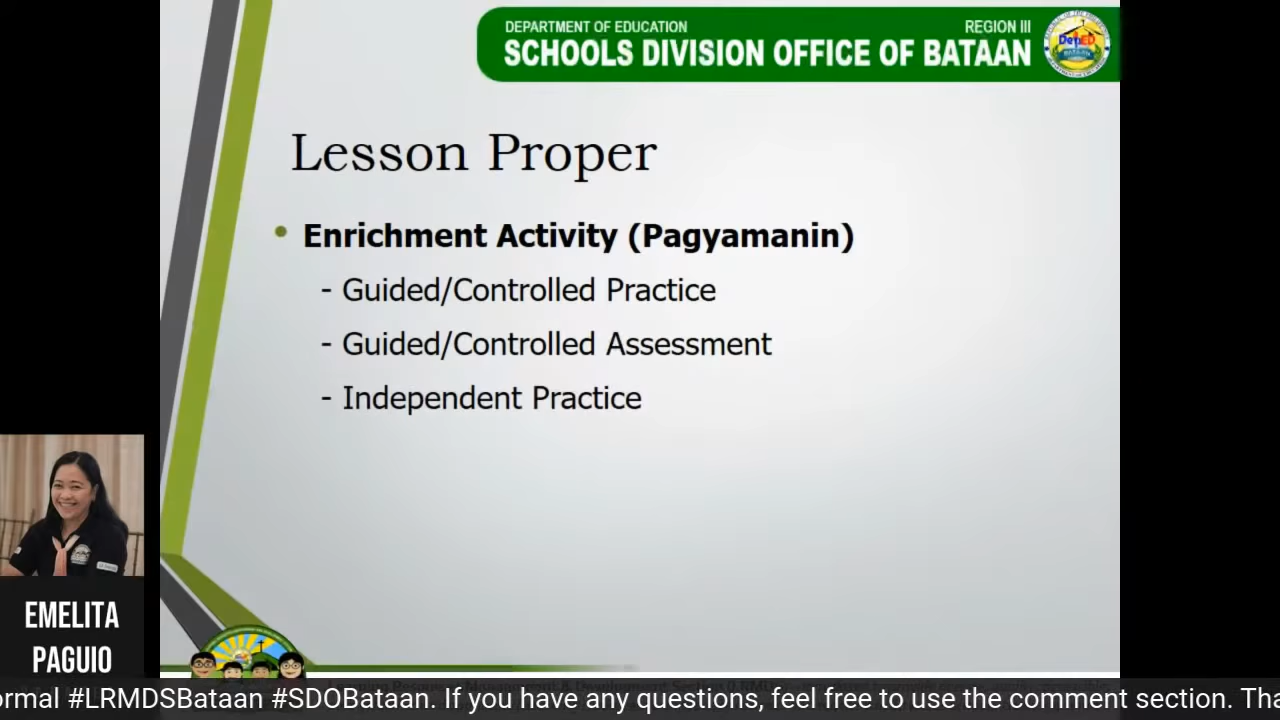 DEPARTMENT OF EDUCATION REGION III
SCHOOLS DIVISION OFFICE OF BATAAN
DepED
BATAAN
Lesson Proper
• Enrichment Activity (Pagyamanin)
- Guided/Controlled Practice
- Guided/Controlled Assessment
- Independent Practice
EMELITA
PAGUIO
ormal #LRMDSBataan #SDOBataan. If you have any questions, feel free to use the comment section. Tha